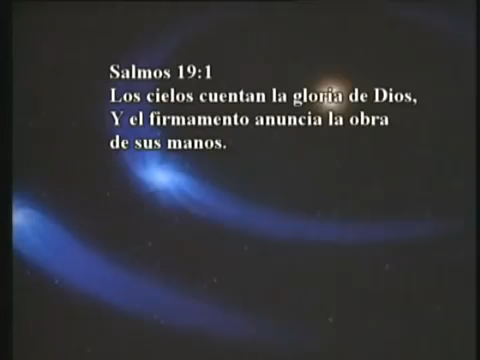 Salmos 19:1
Los cielos cuentan la gloria de Dios,
Y el firmamento anuncia la obra
de sus manos.